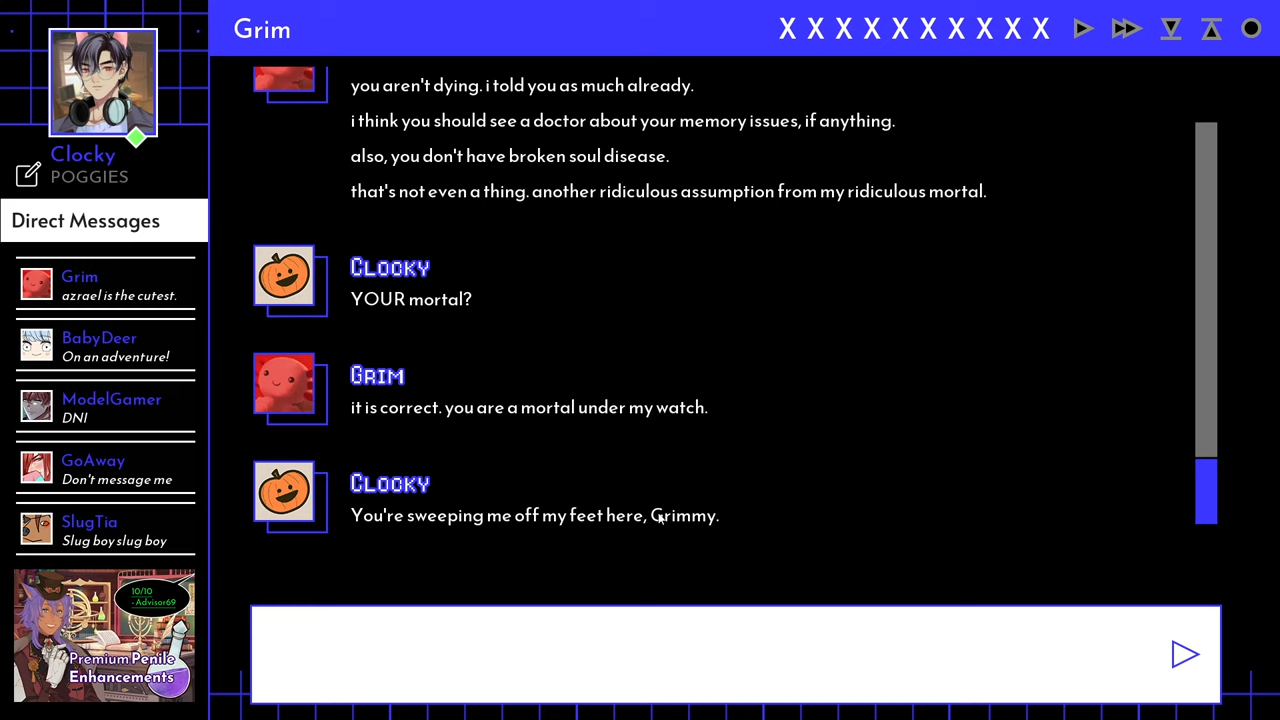 Grim
X X X X X X X X X X
Clocky
POGGIES
Direct Messages
Grim
azrael is the cutest.
BabyDeer
On an adventure!
ModelGamer
DNI
GoAway
Don't message me
SlugTia
Slug boy slug boy
10/10
-Advisor69
Premium Penile
Enhancements
you aren't dying. i told you as much already.
i think you should see a doctor about your memory issues, if anything.
also, you don't have broken soul disease.
that's not even a thing. another ridiculous assumption from my ridiculous mortal.
Clocky
YOUR mortal?
Grim
it is correct. you are a mortal under my watch.
Clocky
You're sweeping me off my feet here, Grimmy.